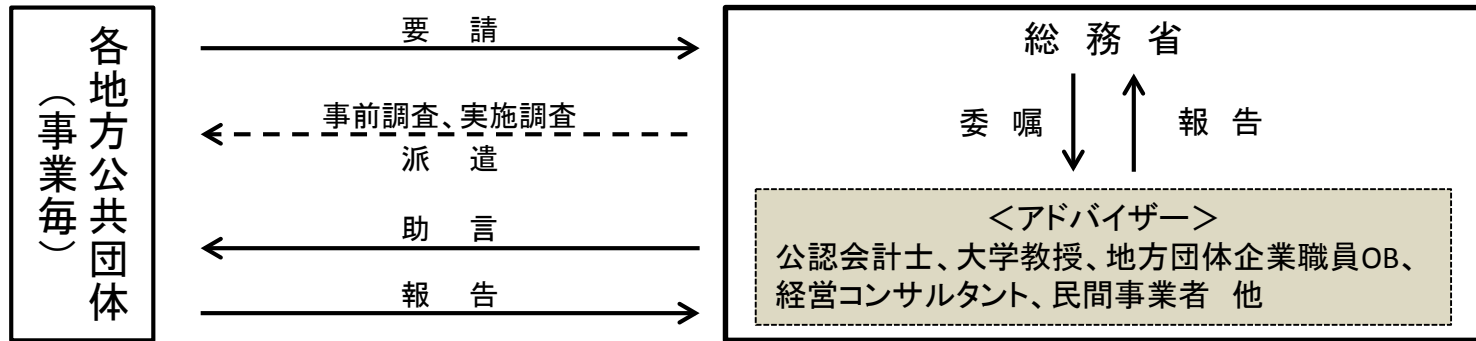 各地方公共団体
（事業毎）
要　請
事前調査、実施調査
派　遣
助　言
報　告
総 務 省
委 嘱
報 告
＜アドバイザー＞
公認会計士、大学教授、地方団体企業職員OB、
経営コンサルタント、民間事業者　他